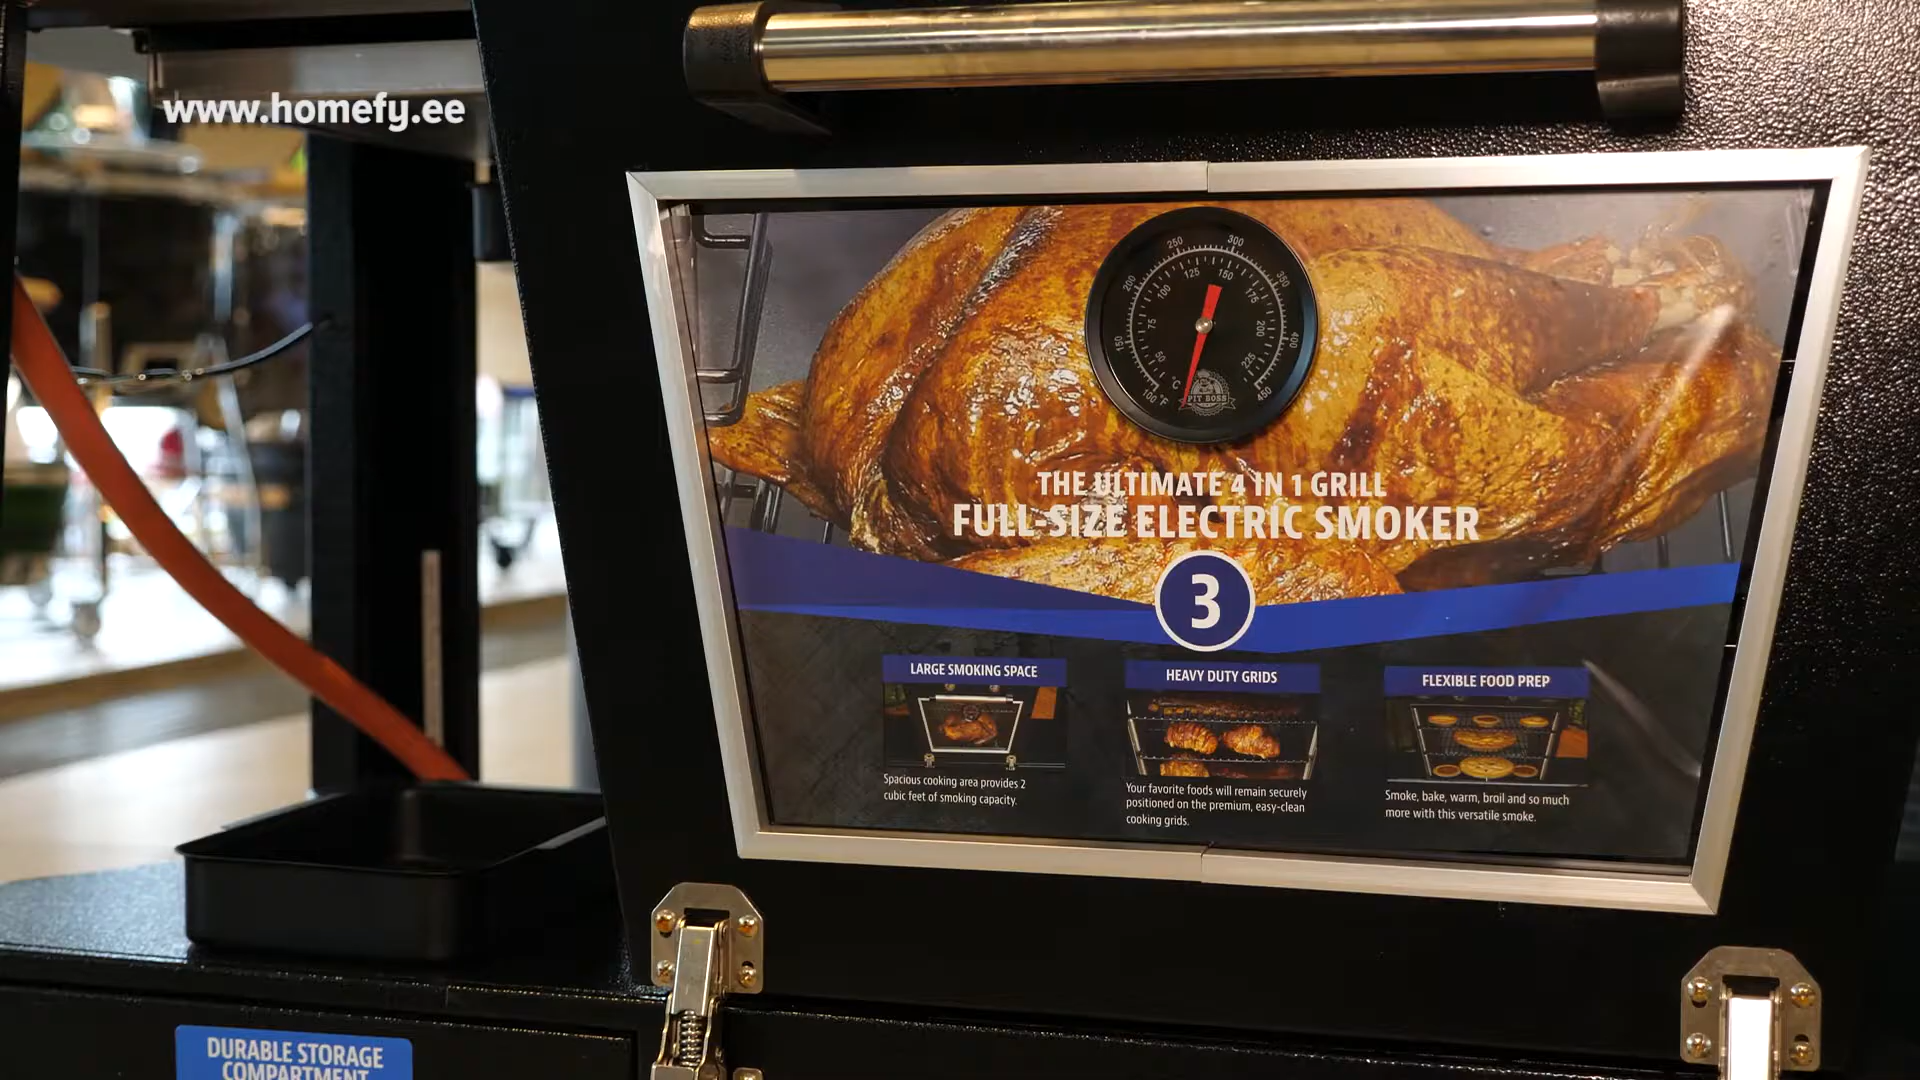 www.homefy.ee
250
300
200
125
150
350
100
175
150
75
200
400
50
225
°C
100 °F
PIT BOSS
450
THE ULTIMATE 4 IN 1 GRILL
FULL-SIZE ELECTRIC SMOKER
3
LARGE SMOKING SPACE
Spacious cooking area provides 2
cubic feet of smoking capacity.
HEAVY DUTY GRIDS
Your favorite foods will remain securely
positioned on the premium, easy-clean
cooking grids.
FLEXIBLE FOOD PREP
Smoke, bake, warm, broil and so much
more with this versatile smoke.
DURABLE STORAGE
COMPARTMENT